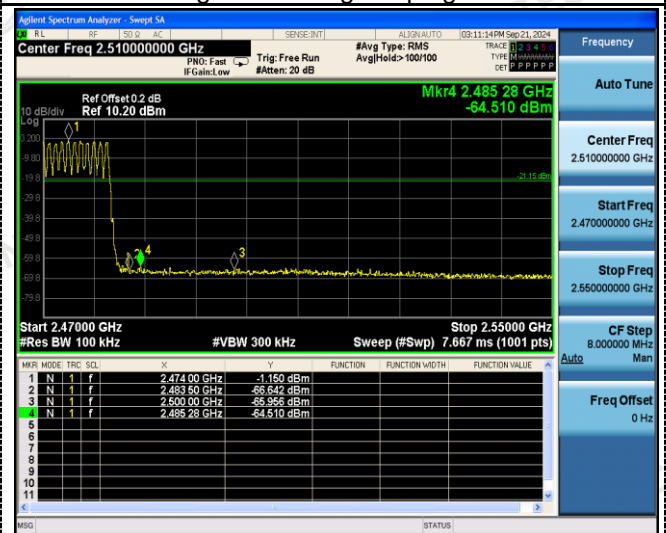 Agilent Spectrum Analyzer - Swept SA
RL RF 50 Ω AC SENSE:INT ALIGNAUTO 03:11:14 PM Sep 21, 2024
Center Freq 2.510000000 GHz
PNO: Fast
IFGain:Low
Trig: Free Run
#Atten: 20 dB
#Avg Type: RMS
Avg|Hold:> 100/100
TRACE 1 2 3 4 5 6
TYPE M
DET P P P P P P
Frequency
Auto Tune
Center Freq
2.510000000 GHz
Start Freq
2.470000000 GHz
Stop Freq
2.550000000 GHz
CF Step
8.000000 MHz
Auto Man
Freq Offset
0 Hz
Ref Offset 0.2 dB
Ref 10.20 dBm
10 dB/div
Log
Mkr4 2.485 28 GHz
-64.510 dBm
0.200
-9.80
-19.8
-29.8
-39.8
-49.8
-59.8
-69.8
-79.8
1
-21.15 dBm
4
3
Start 2.47000 GHz
#Res BW 100 kHz
#VBW 300 kHz
Stop 2.55000 GHz
Sweep (#Swp) 7.667 ms (1001 pts)
MKR MODE TRC SCL X Y FUNCTION FUNCTION WIDTH FUNCTION VALUE
1 N 1 f 2.474 00 GHz -1.150 dBm
2 N 1 f 2.483 50 GHz -66.642 dBm
3 N 1 f 2.500 00 GHz -65.956 dBm
4 N 1 f 2.485 28 GHz -64.510 dBm
5
6
7
8
9
10
11
MSG
STATUS